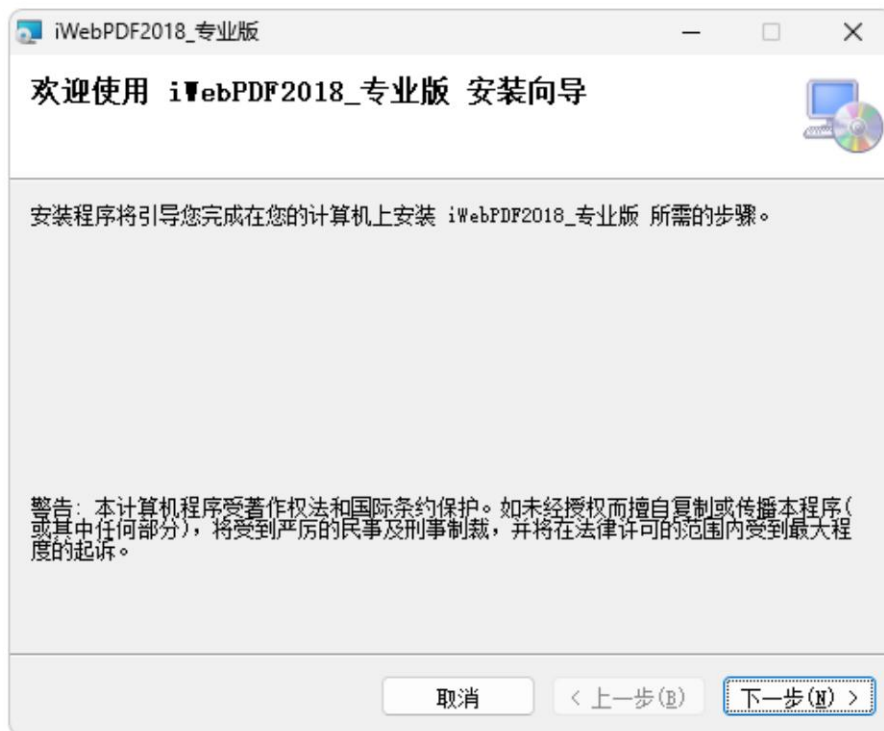 iWebPDF2018_专业版
欢迎使用 iWebPDF2018_专业版 安装向导
安装程序将引导您完成在您的计算机上安装 iWebPDF2018_专业版 所需的步骤。
警告: 本计算机程序受著作权法和国际条约保护。如未经授权而擅自复制或传播本程序(
或其中任何部分)，将受到严厉的民事及刑事制裁，并将在法律许可的范围内受到最大程
度的起诉。
取消
< 上一步(B)
下一步(N) >